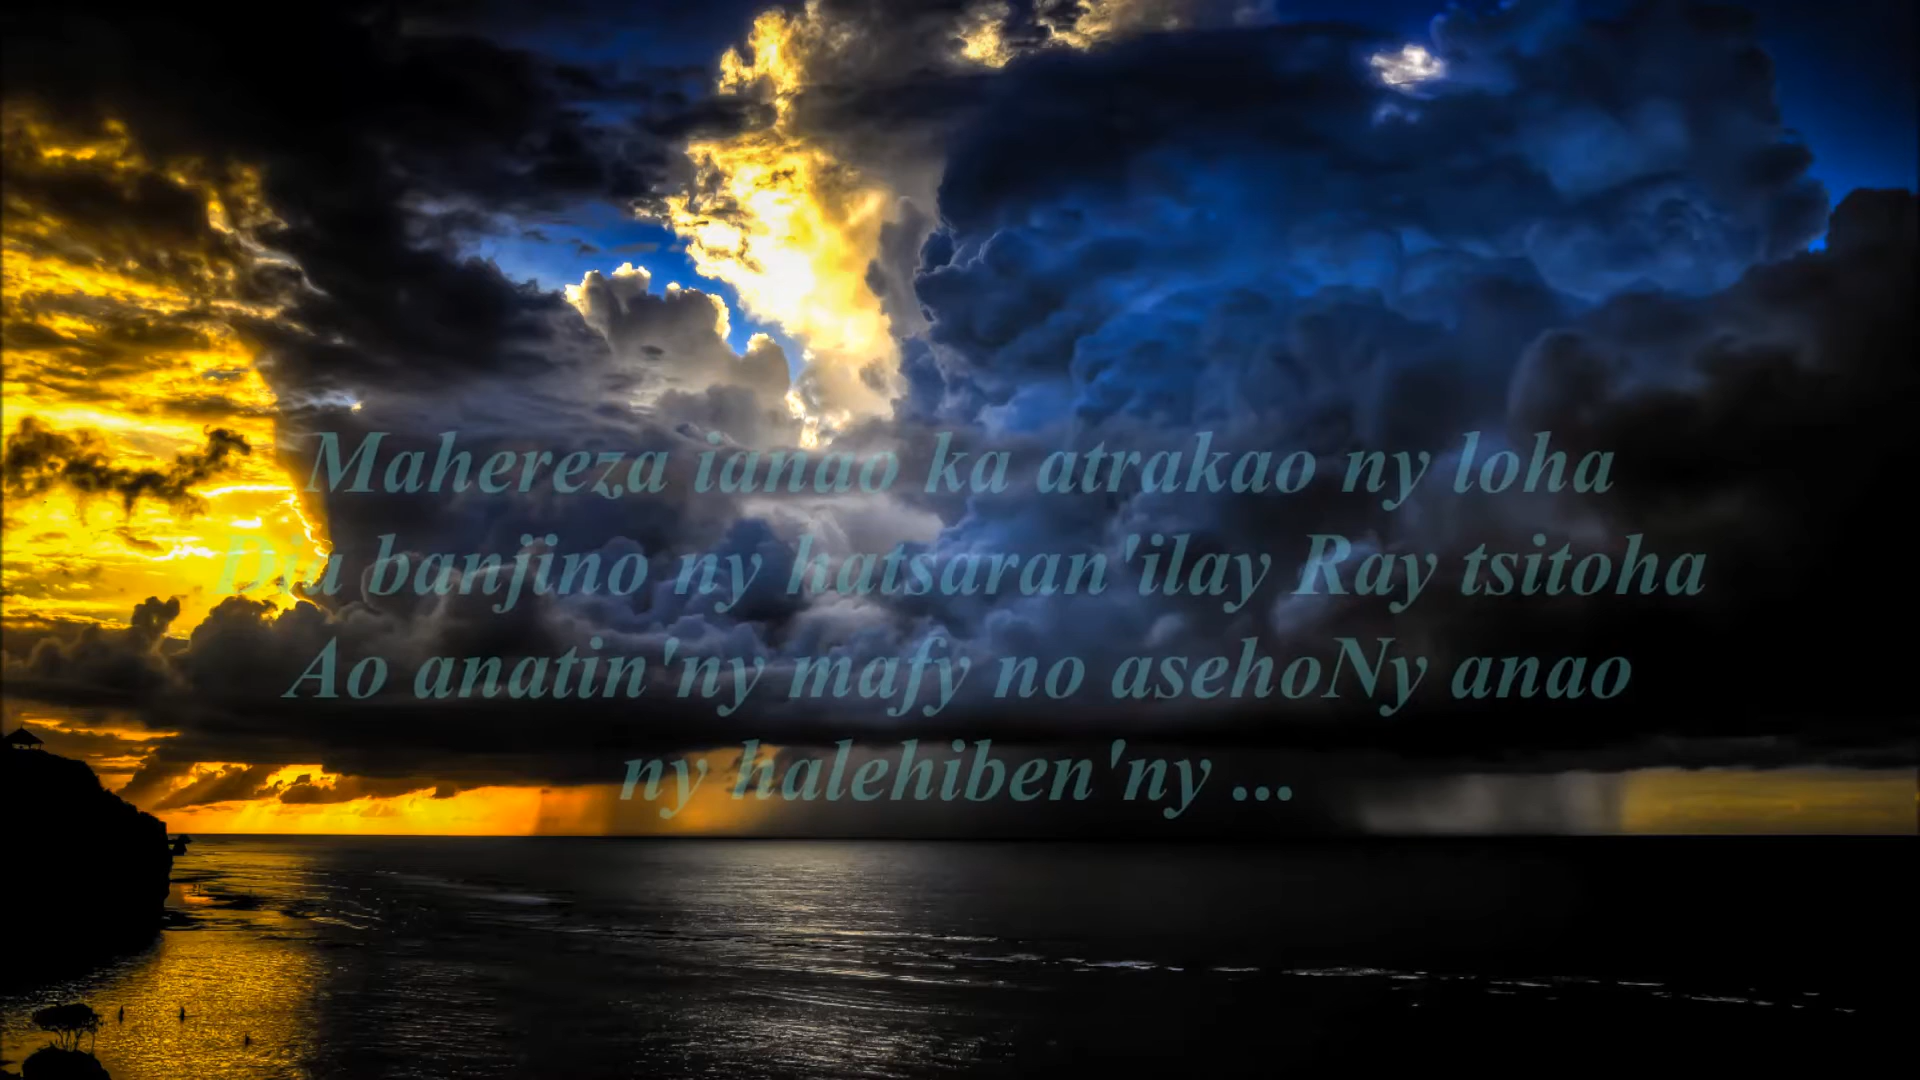 Mahereza ianao ka atrakao ny loha
Dia banjino ny hatsaran'ilay Ray tsitoha
Ao anatin'ny mafy no asehoNy anao
ny halehiben'ny ...